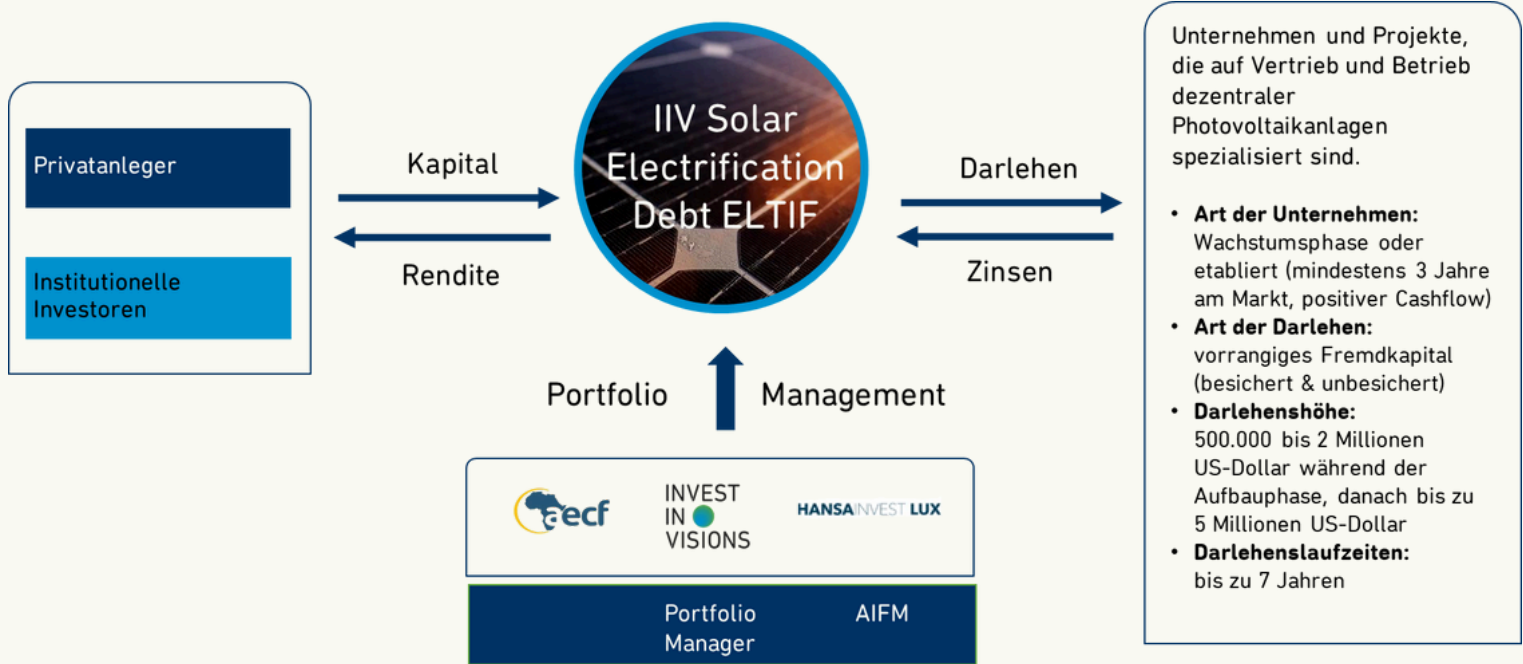 Privatanleger
Institutionelle
Investoren
Kapital
Rendite
IIV Solar
Electrification
Debt ELTIF
Darlehen
Zinsen
Portfolio Management
aecf
INVEST
IN
VISIONS
HANSAINVEST LUX
Portfolio
Manager
AIFM
Unternehmen und Projekte,
die auf Vertrieb und Betrieb
dezentraler
Photovoltaikanlagen
spezialisiert sind.
• Art der Unternehmen:
Wachstumsphase oder
etabliert (mindestens 3 Jahre
am Markt, positiver Cashflow)
• Art der Darlehen:
vorrangiges Fremdkapital
(besichert & unbesichert)
• Darlehenshöhe:
500.000 bis 2 Millionen
US-Dollar während der
Aufbauphase, danach bis zu
5 Millionen US-Dollar
• Darlehenslaufzeiten:
bis zu 7 Jahren